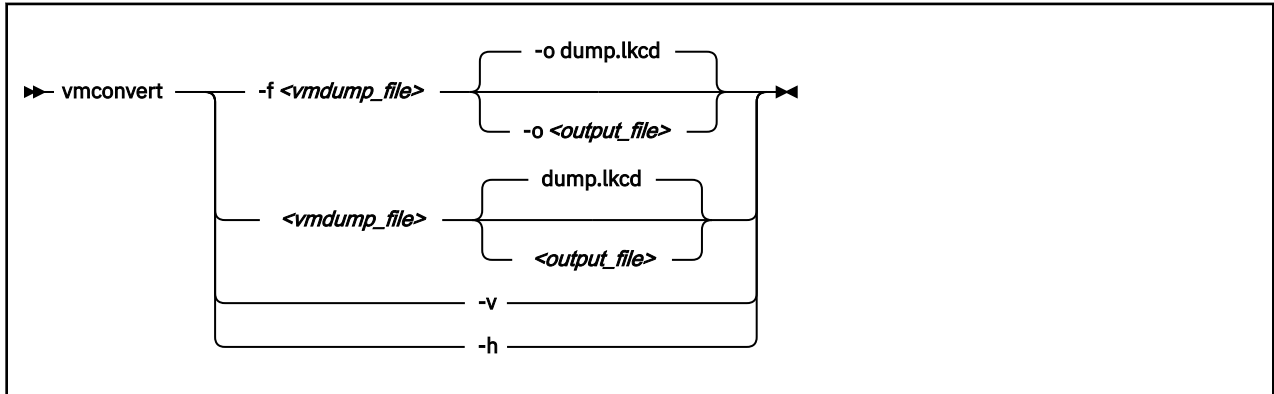 -o dump.lkcd
vmconvert -f <vmdump_file>
-o <output_file>
dump.lkcd
<vmdump_file>
<output_file>
-v
-h